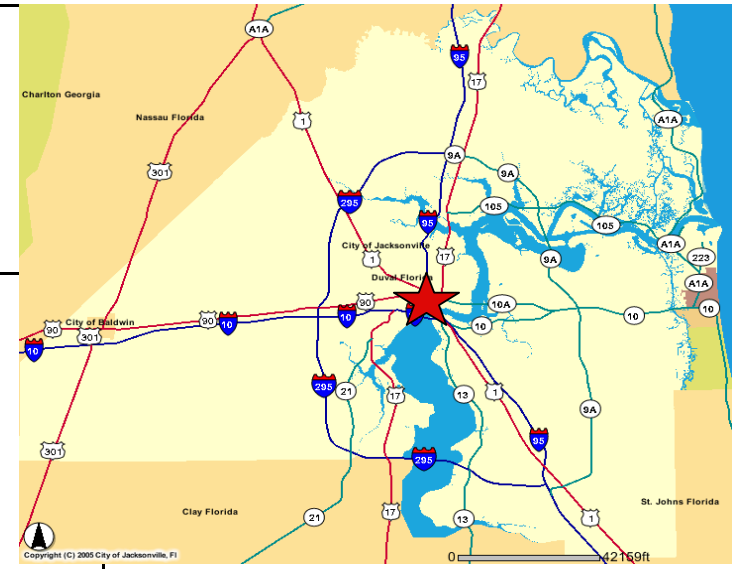 A1A
95
17
Charlton Georgia
Nassau Florida
1
A1A
301
9A
9A
295
105
95
105
City of Jacksonville
A1A
1
17
9A
223
Duval Florida
A1A
90
10A
10
City of Baldwin
90
90
10
10
10
10
301
10
295
21
17
13
1
9A
95
301
295
St. Johns Florida
Clay Florida
21
17
13
1
Copyright (C) 2005 City of Jacksonville, Fl
0
42159ft